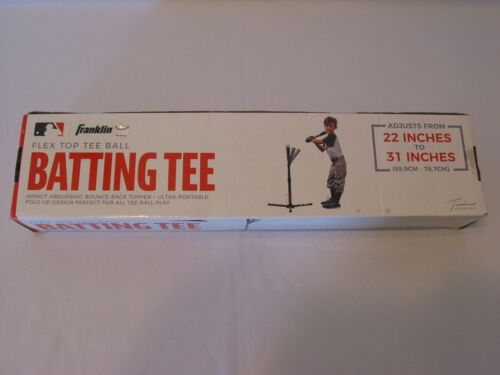 Franklin
FLEX TOP TEE BALL
BATTING TEE
IMPACT ABSORBING BOUNCE-BACK TOPPER • ULTRA-PORTABLE
FOLD-UP DESIGN PERFECT FOR ALL TEE BALL PLAY
ADJUSTS FROM
22 INCHES
TO
31 INCHES
(55.9CM - 78.7CM)
BATTING TEE